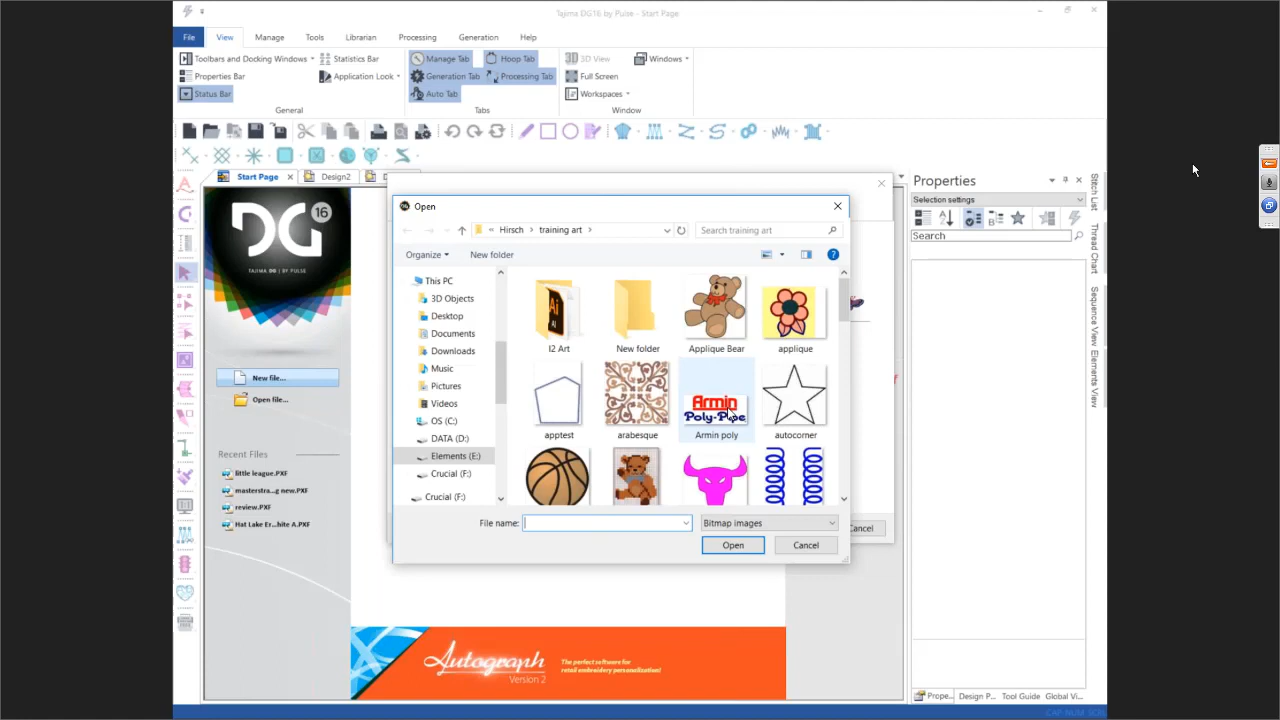 Tajima DG16 by Pulse - Start Page
File View Manage Tools Librarian Processing Generation Help
Toolbars and Docking Windows Statistics Bar Manage Tab Hoop Tab 3D View Windows
Properties Bar Application Look Generation Tab Processing Tab Full Screen
Status Bar Auto Tab Workspaces
General Tabs Window
Start Page Design2
Properties
Selection settings
Search
Stitch List
Thread Chart
Sequence View
Elements View
DG 16
TAJIMA DG | BY PULSE
New file...
Open file...
Recent Files
little league.PXF
masterstra...g new.PXF
review.PXF
Hat Lake Er...hite A.PXF
Open
« Hirsch › training art ›
Search training art
Organize New folder
This PC
3D Objects
Desktop
Documents
Downloads
Music
Pictures
Videos
OS (C:)
DATA (D:)
Elements (E:)
Crucial (F:)
Crucial (F:)
Ai
Ai
I2 Art New folder Applique Bear applique
Armin
Poly-Pipe
apptest arabesque Armin poly autocorner
File name: Bitmap images
Open Cancel
Cancel
Autograph
Version 2
The perfect software for
retail embroidery personalization!
Prope... Design P... Tool Guide Global Vi...